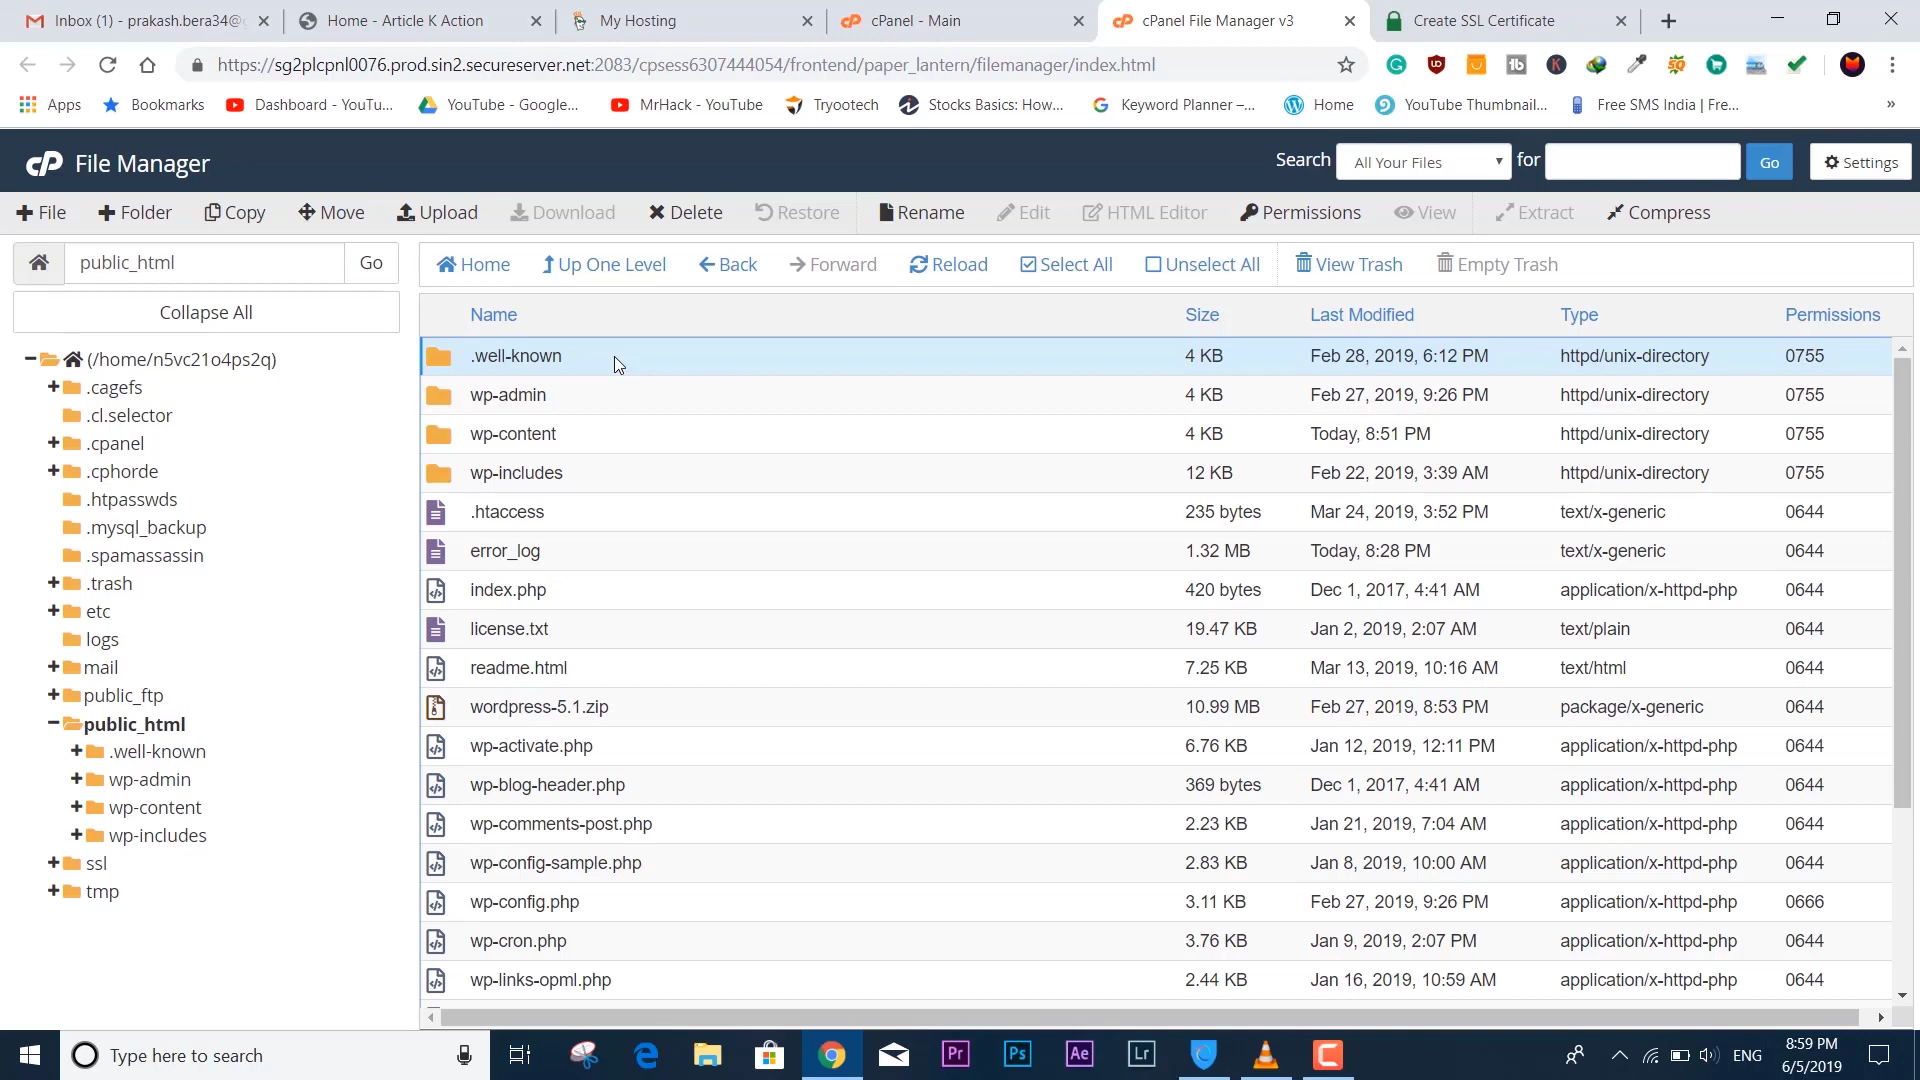 Inbox (1) - prakash.bera34@g
Home - Article K Action
My Hosting
cPanel - Main
cPanel File Manager v3
Create SSL Certificate
https://sg2plcpnl0076.prod.sin2.secureserver.net:2083/cpsess6307444054/frontend/paper_lantern/filemanager/index.html
Apps
Bookmarks
Dashboard - YouTu...
YouTube - Google...
MrHack - YouTube
Tryootech
Stocks Basics: How...
Keyword Planner –...
Home
YouTube Thumbnail...
Free SMS India | Fre...
»
cP File Manager
Search All Your Files for Go Settings
File Folder Copy Move Upload Download Delete Restore Rename Edit HTML Editor Permissions View Extract Compress
public_html Go
Home Up One Level Back Forward Reload Select All Unselect All View Trash Empty Trash
Collapse All
(/home/n5vc21o4ps2q)
.cagefs
.cl.selector
.cpanel
.cphorde
.htpasswds
.mysql_backup
.spamassassin
.trash
etc
logs
mail
public_ftp
public_html
.well-known
wp-admin
wp-content
wp-includes
ssl
tmp
Name Size Last Modified Type Permissions
.well-known 4 KB Feb 28, 2019, 6:12 PM httpd/unix-directory 0755
wp-admin 4 KB Feb 27, 2019, 9:26 PM httpd/unix-directory 0755
wp-content 4 KB Today, 8:51 PM httpd/unix-directory 0755
wp-includes 12 KB Feb 22, 2019, 3:39 AM httpd/unix-directory 0755
.htaccess 235 bytes Mar 24, 2019, 3:52 PM text/x-generic 0644
error_log 1.32 MB Today, 8:28 PM text/x-generic 0644
index.php 420 bytes Dec 1, 2017, 4:41 AM application/x-httpd-php 0644
license.txt 19.47 KB Jan 2, 2019, 2:07 AM text/plain 0644
readme.html 7.25 KB Mar 13, 2019, 10:16 AM text/html 0644
wordpress-5.1.zip 10.99 MB Feb 27, 2019, 8:53 PM package/x-generic 0644
wp-activate.php 6.76 KB Jan 12, 2019, 12:11 PM application/x-httpd-php 0644
wp-blog-header.php 369 bytes Dec 1, 2017, 4:41 AM application/x-httpd-php 0644
wp-comments-post.php 2.23 KB Jan 21, 2019, 7:04 AM application/x-httpd-php 0644
wp-config-sample.php 2.83 KB Jan 8, 2019, 10:00 AM application/x-httpd-php 0644
wp-config.php 3.11 KB Feb 27, 2019, 9:26 PM application/x-httpd-php 0666
wp-cron.php 3.76 KB Jan 9, 2019, 2:07 PM application/x-httpd-php 0644
wp-links-opml.php 2.44 KB Jan 16, 2019, 10:59 AM application/x-httpd-php 0644
Type here to search
Pr
Ps
Ae
Lr
ENG
8:59 PM
6/5/2019